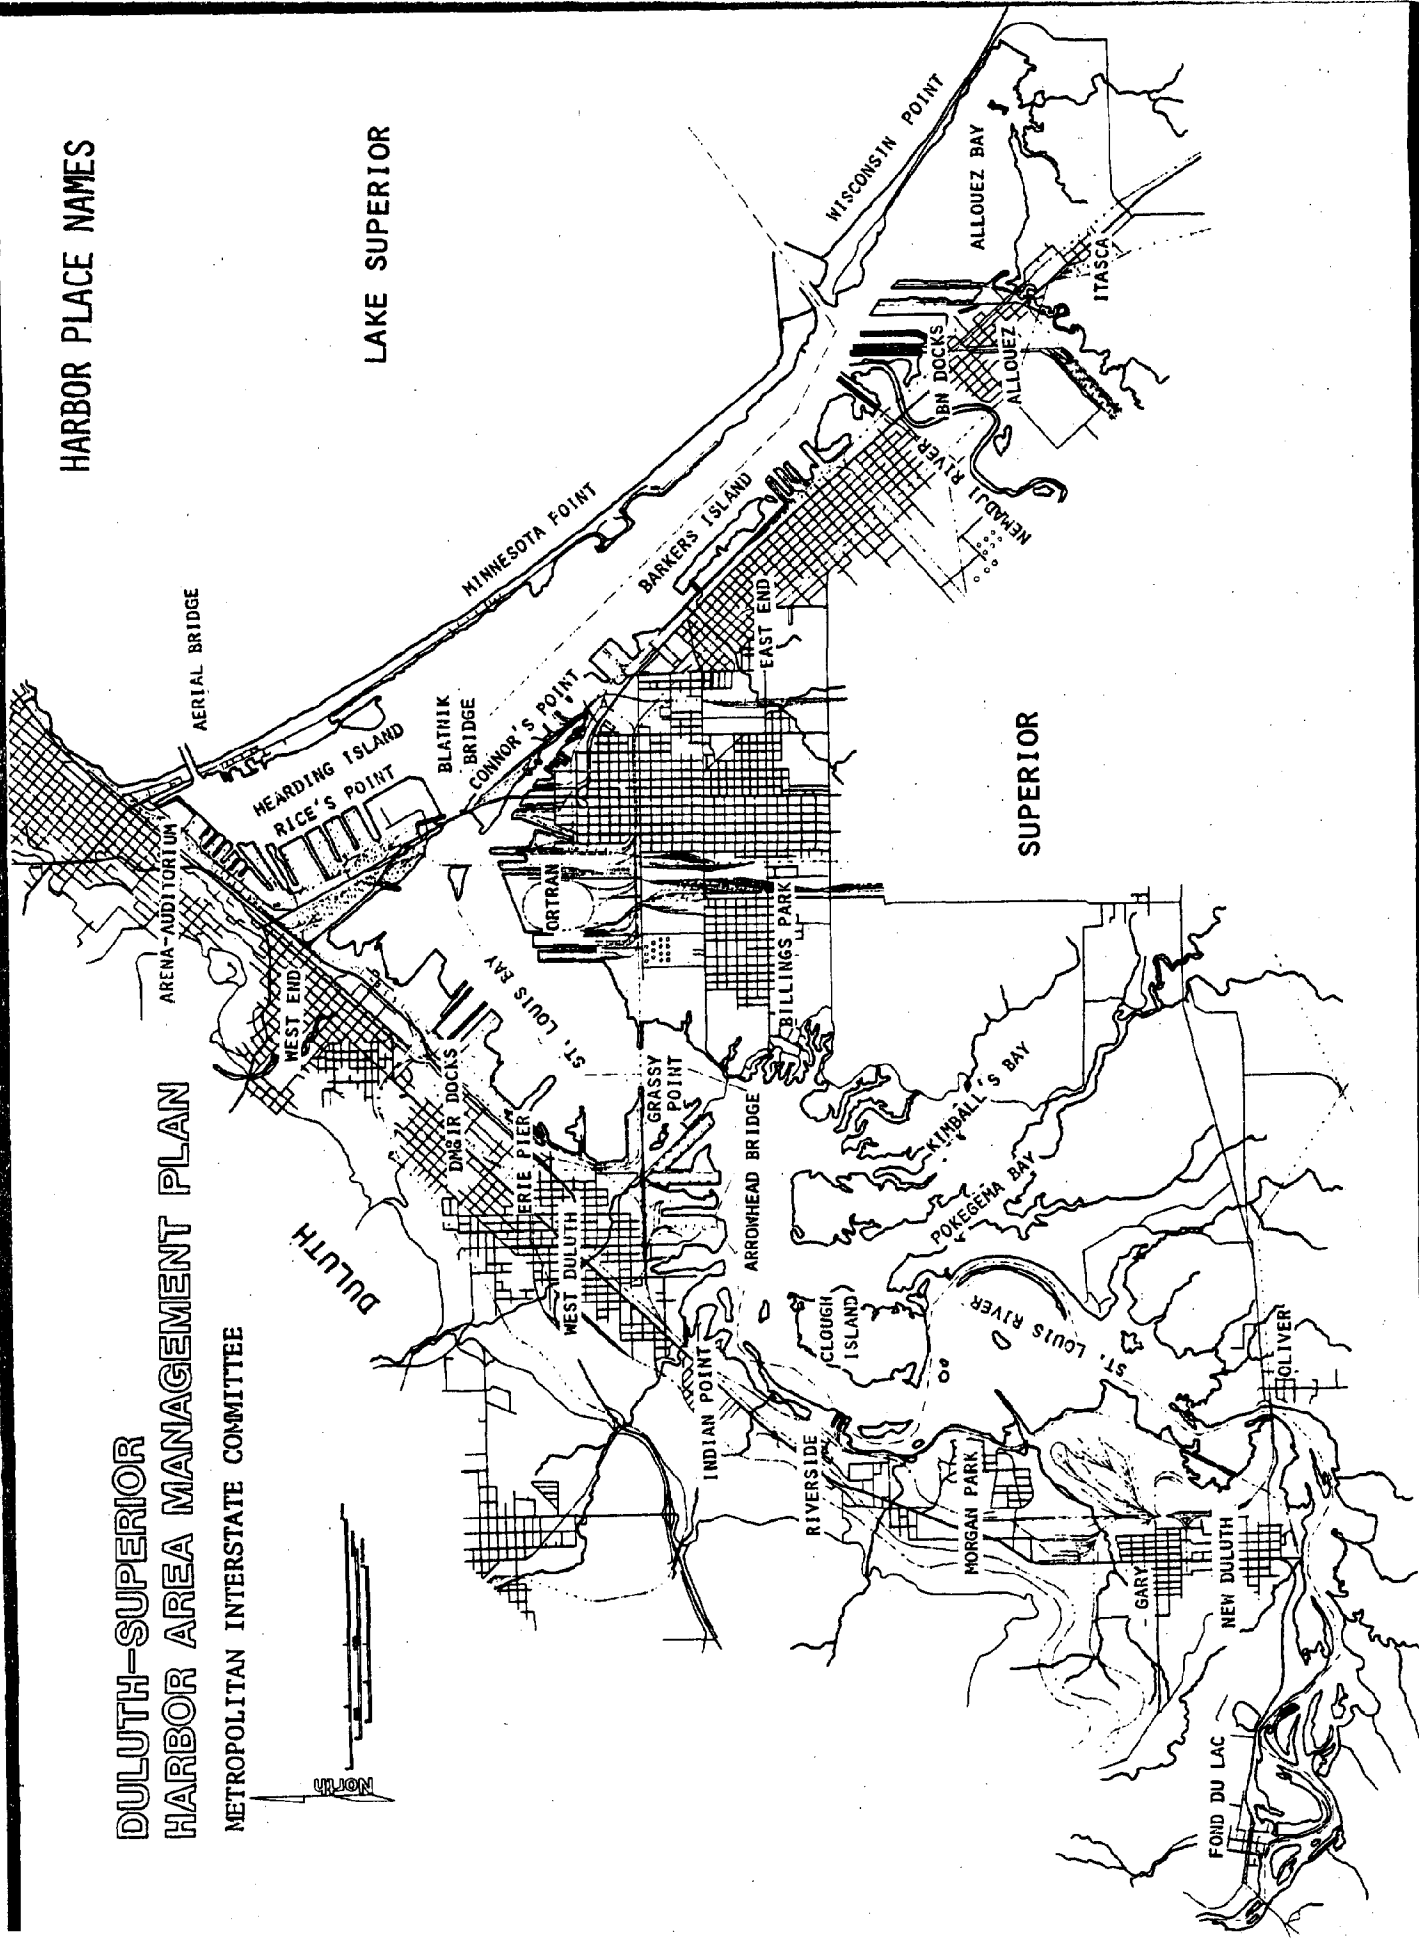 DULUTH-SUPERIOR
HARBOR AREA MANAGEMENT PLAN
METROPOLITAN INTERSTATE COMMITTEE
North
HARBOR PLACE NAMES
LAKE SUPERIOR
DULUTH
SUPERIOR
AERIAL BRIDGE
ARENA-AUDITORIUM
MINNESOTA POINT
HEARDING ISLAND
RICE'S POINT
BLATNIK
BRIDGE
CONNOR'S POINT
BARKERS ISLAND
WISCONSIN POINT
ALLOUEZ BAY
ITASCA
ALLOUEZ
BN DOCKS
NEMADJI RIVER
EAST END
WEST END
DM&IR DOCKS
ERIE PIER
WEST DULUTH
ST. LOUIS BAY
ORTRAN
BILLINGS PARK
GRASSY
POINT
ARROWHEAD BRIDGE
KIMBALL'S BAY
POKEGEMA BAY
CLOUGH
ISLAND
ST. LOUIS RIVER
INDIAN POINT
RIVERSIDE
MORGAN PARK
GARY
NEW DULUTH
OLIVER
FOND DU LAC